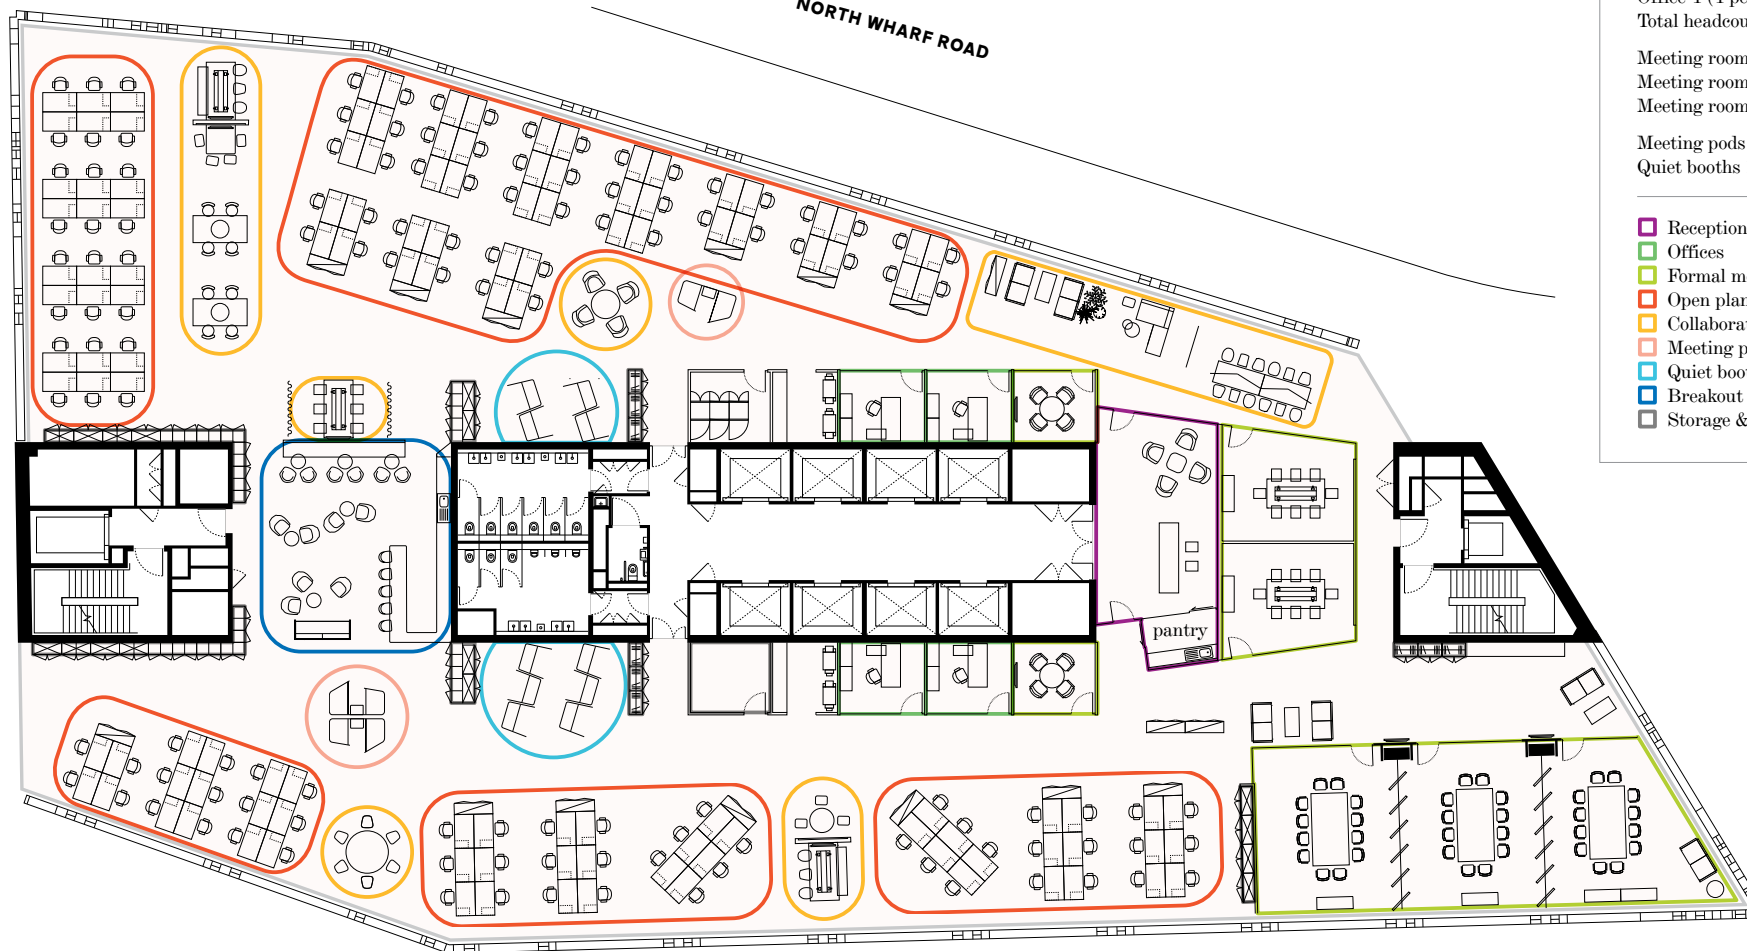 NORTH WHARF ROAD
Total headcou
Meeting room
Meeting room
Meeting room
Meeting pods
Quiet booths
Reception
Offices
Formal m
Open plan
Collabora
Meeting p
Quiet boo
Breakout
Storage &
pantry